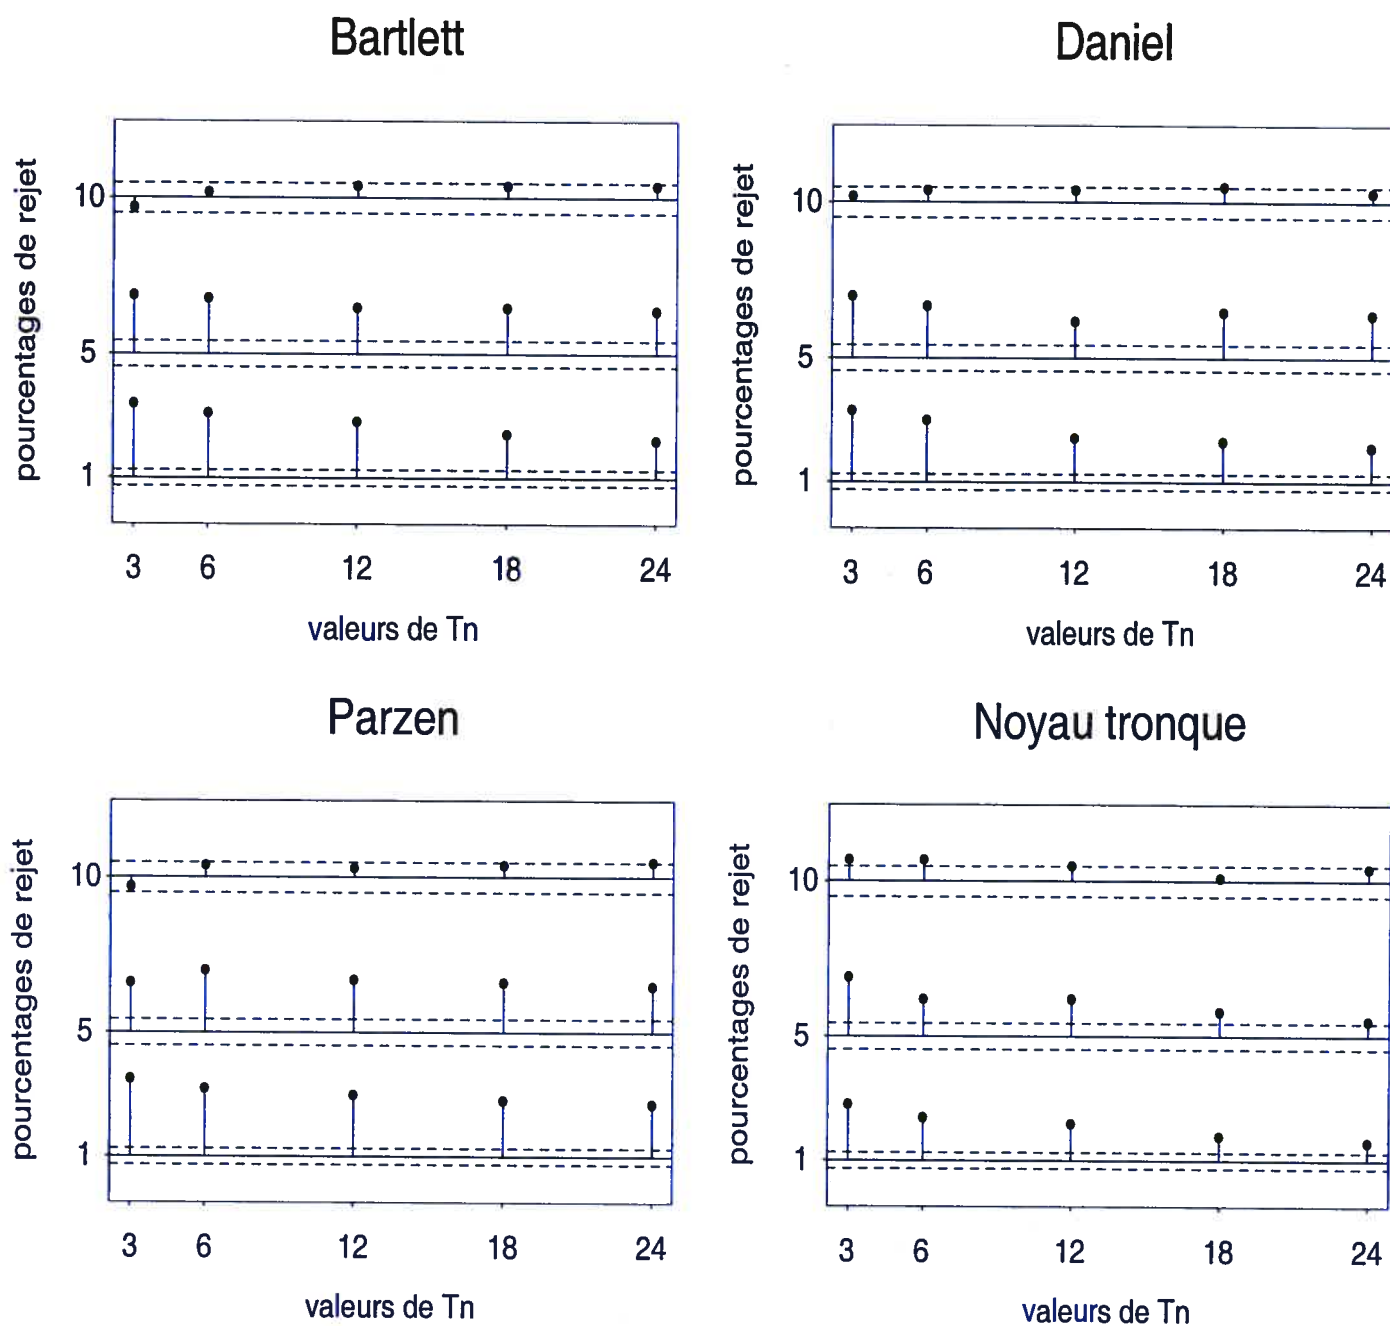 Bartlett
pourcentages de rejet
10
5
1
3 6 12 18 24
valeurs de Tn
Daniel
pourcentages de rejet
10
5
1
3 6 12 18 24
valeurs de Tn
Parzen
pourcentages de rejet
10
5
1
3 6 12 18 24
valeurs de Tn
Noyau tronque
pourcentages de rejet
10
5
1
3 6 12 18 24
valeurs de Tn